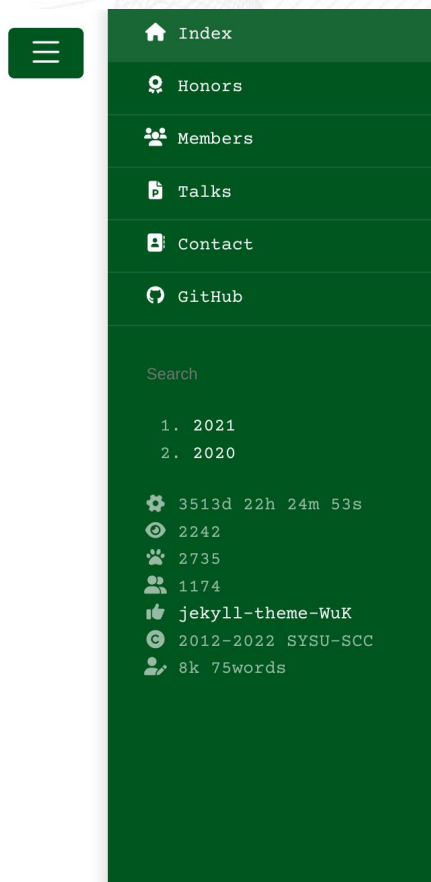 Index
Honors
Members
Talks
Contact
GitHub
Search
1. 2021
2. 2020
3513d 22h 24m 53s
2242
2735
1174
jekyll-theme-WuK
2012-2022 SYSU-SCC
8k 75words